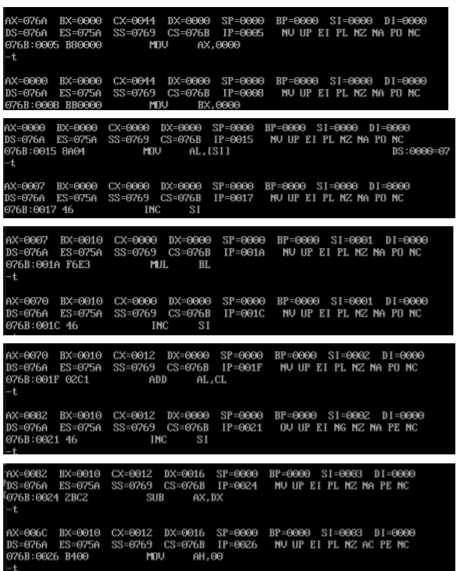 AX=076A BX=0000 CX=0044 DX=0000 SP=0000 BP=0000 SI=0000 DI=0000
DS=076A ES=075A SS=0769 CS=076B IP=0005 NV UP EI PL NZ NA PO NC
076B:0005 B80000 MOV AX,0000
-t
AX=0000 BX=0000 CX=0044 DX=0000 SP=0000 BP=0000 SI=0000 DI=0000
DS=076A ES=075A SS=0769 CS=076B IP=0008 NV UP EI PL NZ NA PO NC
076B:0008 BB0000 MOV BX,0000
AX=0000 BX=0000 CX=0000 DX=0000 SP=0000 BP=0000 SI=0000 DI=0000
DS=076A ES=075A SS=0769 CS=076B IP=0015 NV UP EI PL NZ NA PO NC
076B:0015 8A04 MOV AL,[SI] DS:0000=07
-t
AX=0007 BX=0000 CX=0000 DX=0000 SP=0000 BP=0000 SI=0000 DI=0000
DS=076A ES=075A SS=0769 CS=076B IP=0017 NV UP EI PL NZ NA PO NC
076B:0017 46 INC SI
AX=0007 BX=0010 CX=0000 DX=0000 SP=0000 BP=0000 SI=0001 DI=0000
DS=076A ES=075A SS=0769 CS=076B IP=001A NV UP EI PL NZ NA PO NC
076B:001A F6E3 MUL BL
-t
AX=0070 BX=0010 CX=0000 DX=0000 SP=0000 BP=0000 SI=0001 DI=0000
DS=076A ES=075A SS=0769 CS=076B IP=001C NV UP EI PL NZ NA PO NC
076B:001C 46 INC SI
AX=0070 BX=0010 CX=0012 DX=0000 SP=0000 BP=0000 SI=0002 DI=0000
DS=076A ES=075A SS=0769 CS=076B IP=001F NV UP EI PL NZ NA PO NC
076B:001F 02C1 ADD AL,CL
-t
AX=0082 BX=0010 CX=0012 DX=0000 SP=0000 BP=0000 SI=0002 DI=0000
DS=076A ES=075A SS=0769 CS=076B IP=0021 OV UP EI NG NZ NA PE NC
076B:0021 46 INC SI
-t
AX=0082 BX=0010 CX=0012 DX=0016 SP=0000 BP=0000 SI=0003 DI=0000
DS=076A ES=075A SS=0769 CS=076B IP=0024 NV UP EI PL NZ NA PO NC
076B:0024 2BC2 SUB AX,DX
-t
AX=006C BX=0010 CX=0012 DX=0016 SP=0000 BP=0000 SI=0003 DI=0000
DS=076A ES=075A SS=0769 CS=076B IP=0026 NV UP EI PL NZ AC PE NC
076B:0026 B400 MOV AH,00
-t